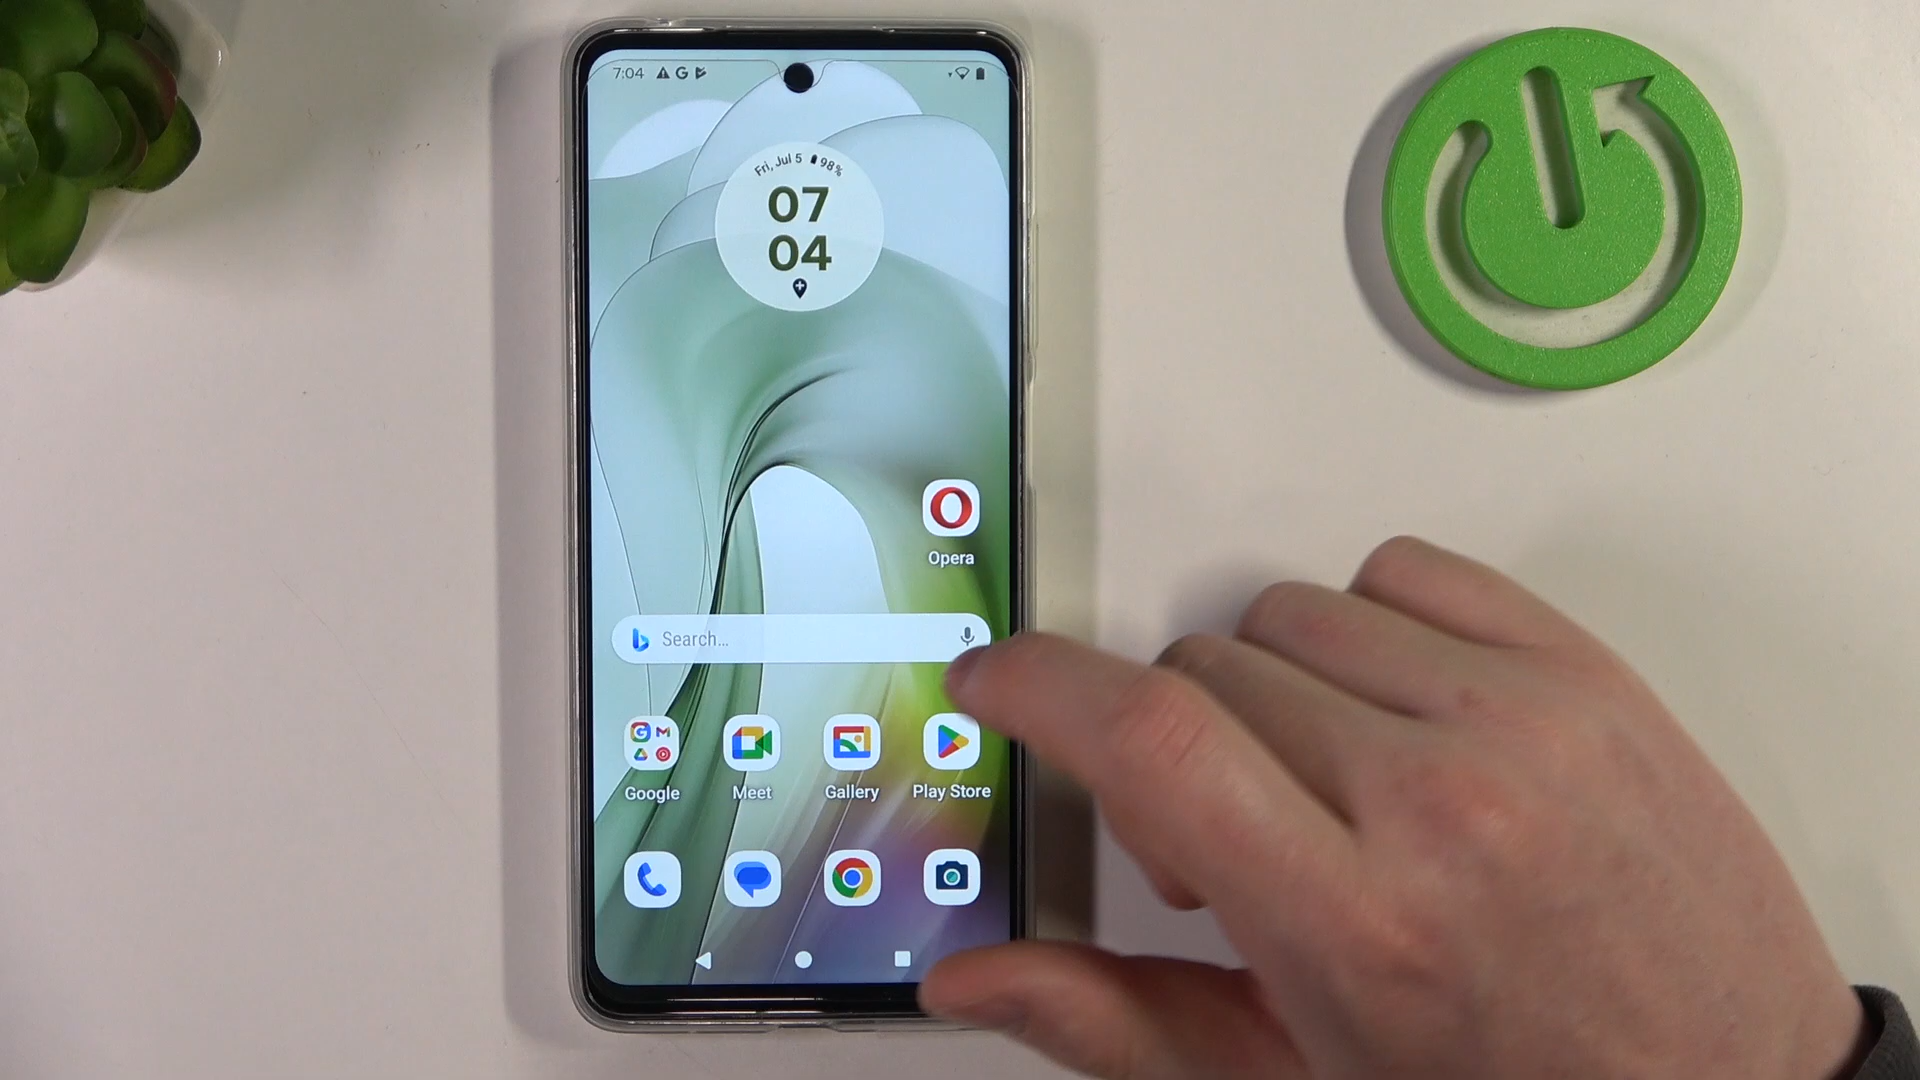 7:04
Fri, Jul 5 98%
07
04
Opera
Search...
Google Meet Gallery Play Store